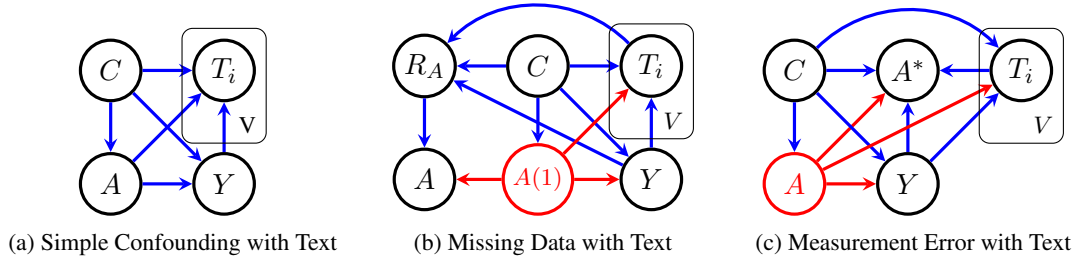 C T_i V A Y
R_A C T_i V A A(1) Y
C A* T_i V A Y
(a) Simple Confounding with Text
(b) Missing Data with Text
(c) Measurement Error with Text